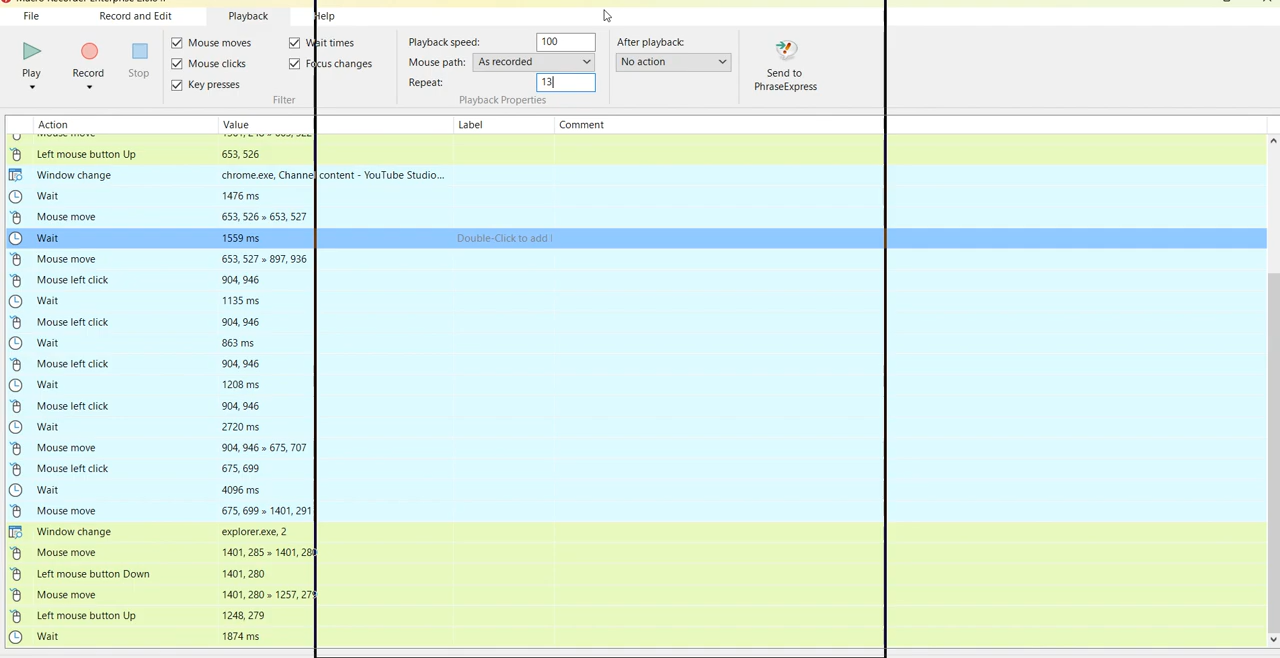 File Record and Edit Playback Help
Play Record Stop
Mouse moves Wait times
Mouse clicks Focus changes
Key presses
Filter
Playback speed: 100
Mouse path: As recorded
Repeat: 13
Playback Properties
After playback:
No action
Send to
PhraseExpress
Action Value Label Comment
Left mouse button Up 653, 526
Window change chrome.exe, Channel content - YouTube Studio...
Wait 1476 ms
Mouse move 653, 526 » 653, 527
Wait 1559 ms Double-Click to add l
Mouse move 653, 527 » 897, 936
Mouse left click 904, 946
Wait 1135 ms
Mouse left click 904, 946
Wait 863 ms
Mouse left click 904, 946
Wait 1208 ms
Mouse left click 904, 946
Wait 2720 ms
Mouse move 904, 946 » 675, 707
Mouse left click 675, 699
Wait 4096 ms
Mouse move 675, 699 » 1401, 291
Window change explorer.exe, 2
Mouse move 1401, 285 » 1401, 280
Left mouse button Down 1401, 280
Mouse move 1401, 280 » 1257, 279
Left mouse button Up 1248, 279
Wait 1874 ms